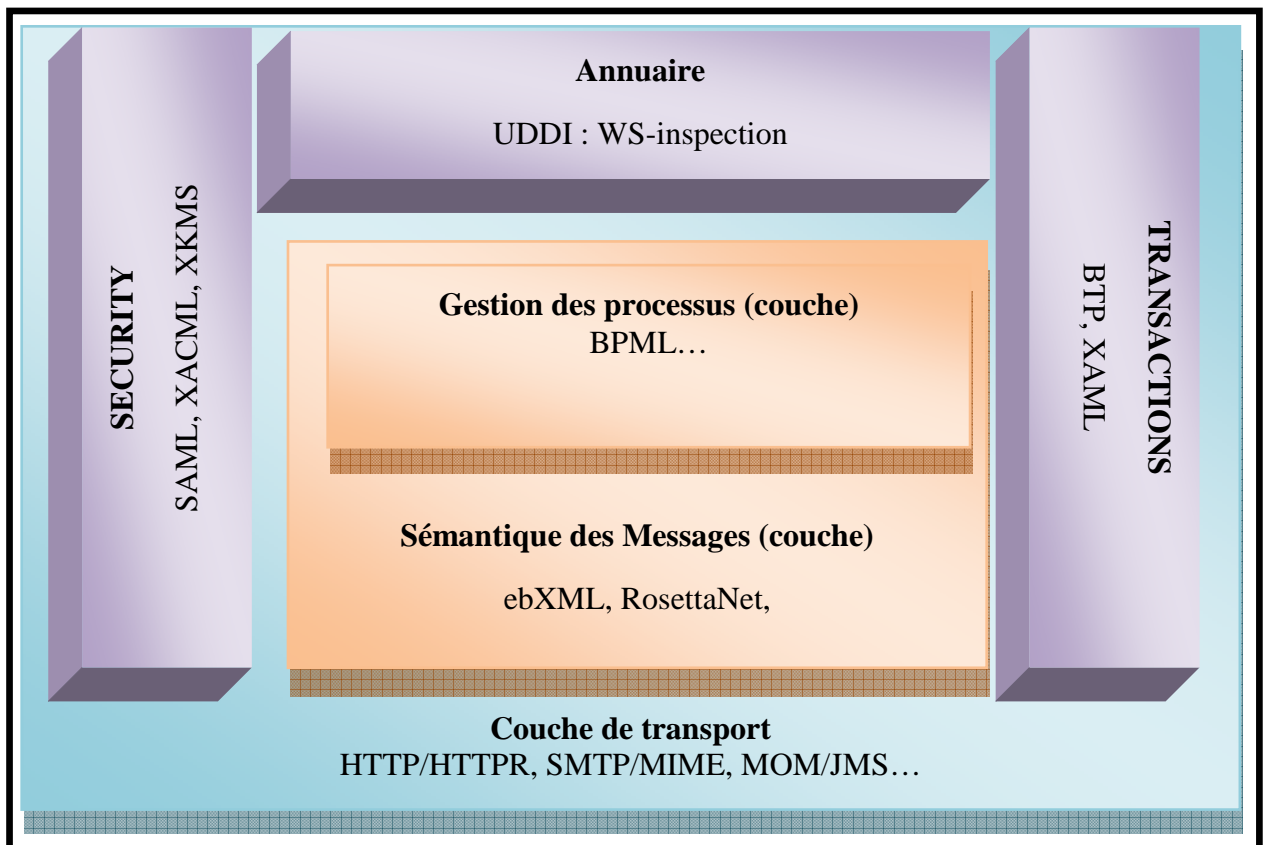 Annuaire
UDDI : WS-inspection
SECURITY
SAML, XACML, XKMS
Gestion des processus (couche)
BPML…
Sémantique des Messages (couche)
ebXML, RosettaNet,
TRANSACTIONS
BTP, XAML
Couche de transport
HTTP/HTTPR, SMTP/MIME, MOM/JMS…